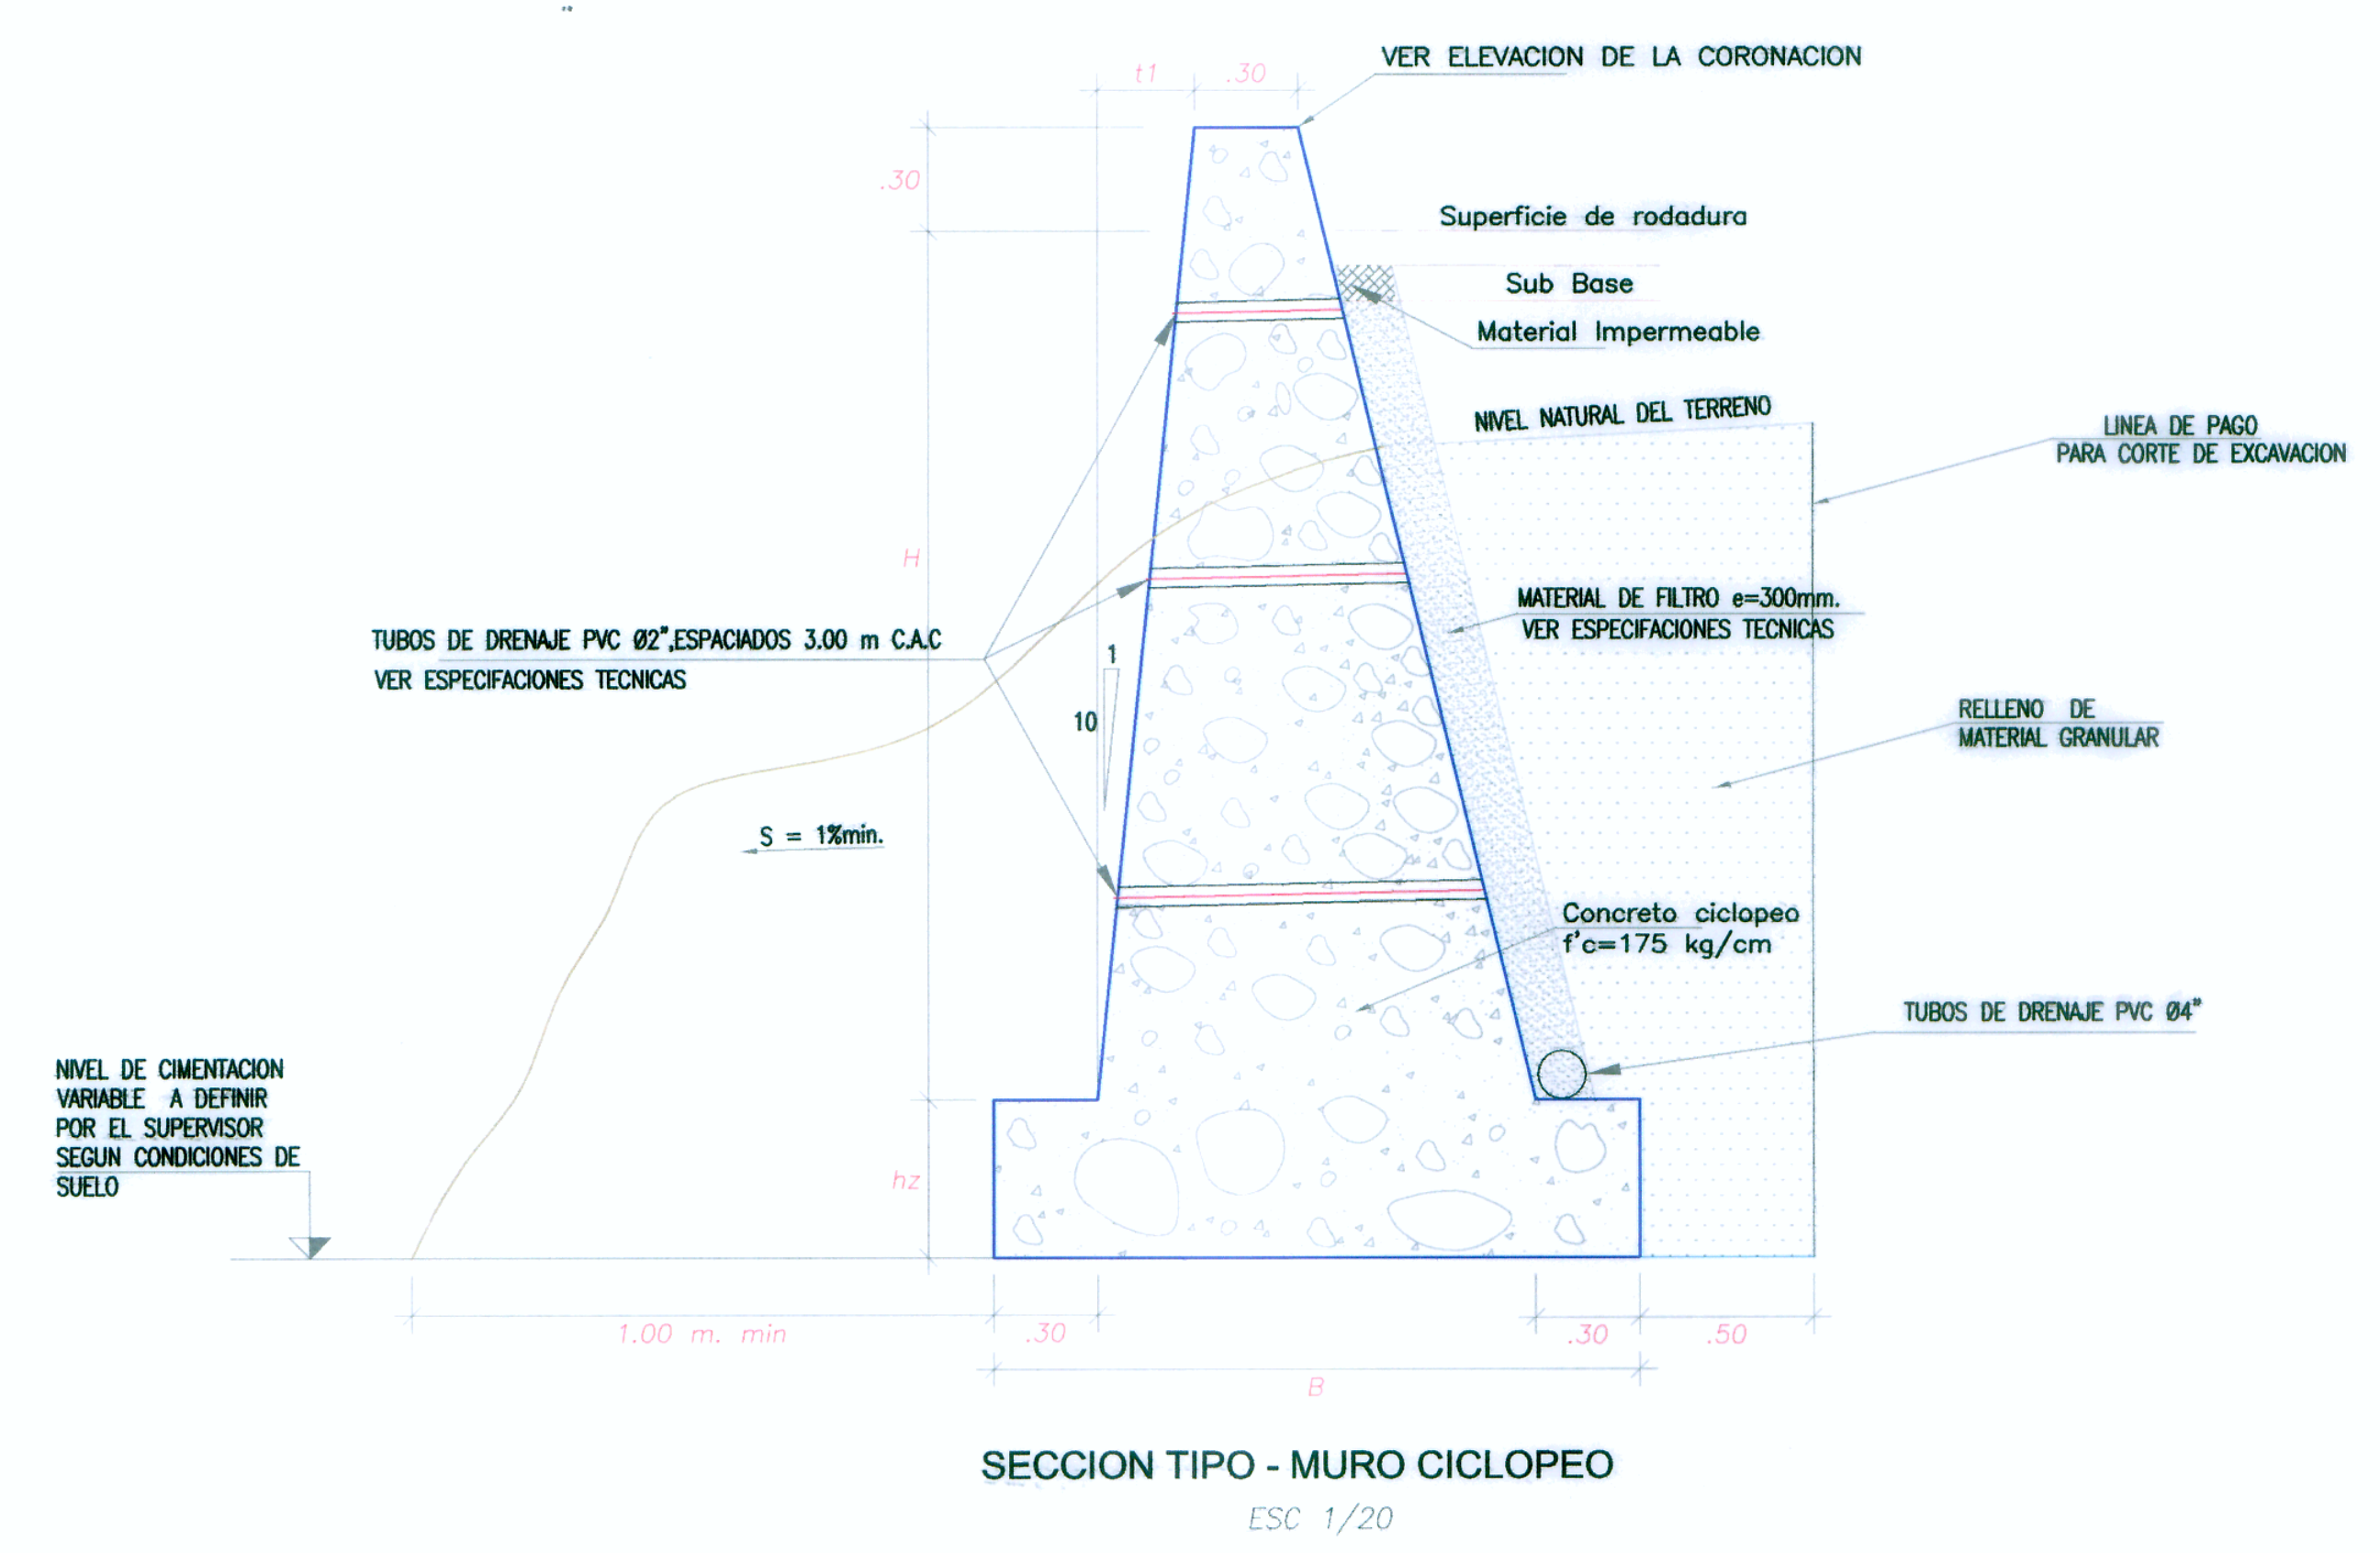 VER ELEVACION DE LA CORONACION
t1
.30
.30
Superficie de rodadura
Sub Base
Material Impermeable
NIVEL NATURAL DEL TERRENO
LINEA DE PAGO
PARA CORTE DE EXCAVACION
H
MATERIAL DE FILTRO e=300mm.
VER ESPECIFACIONES TECNICAS
TUBOS DE DRENAJE PVC Ø2",ESPACIADOS 3.00 m C.A.C
VER ESPECIFACIONES TECNICAS
1
10
RELLENO DE
MATERIAL GRANULAR
S = 1%min.
Concreto ciclopeo
f'c=175 kg/cm
TUBOS DE DRENAJE PVC Ø4"
NIVEL DE CIMENTACION
VARIABLE A DEFINIR
POR EL SUPERVISOR
SEGUN CONDICIONES DE
SUELO
hz
1.00 m. min
.30
.30
.50
B
SECCION TIPO - MURO CICLOPEO
ESC 1/20